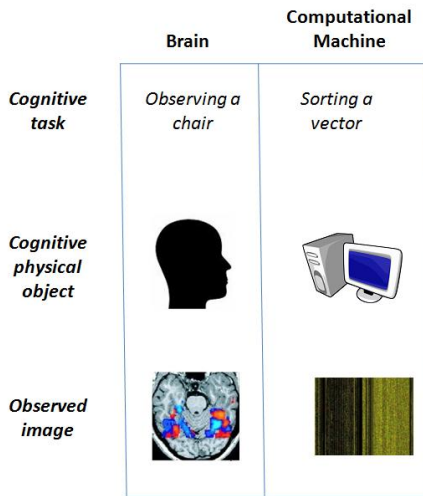 Brain
Computational
Machine
Cognitive
task
Observing a
chair
Sorting a
vector
Cognitive
physical
object
Observed
image